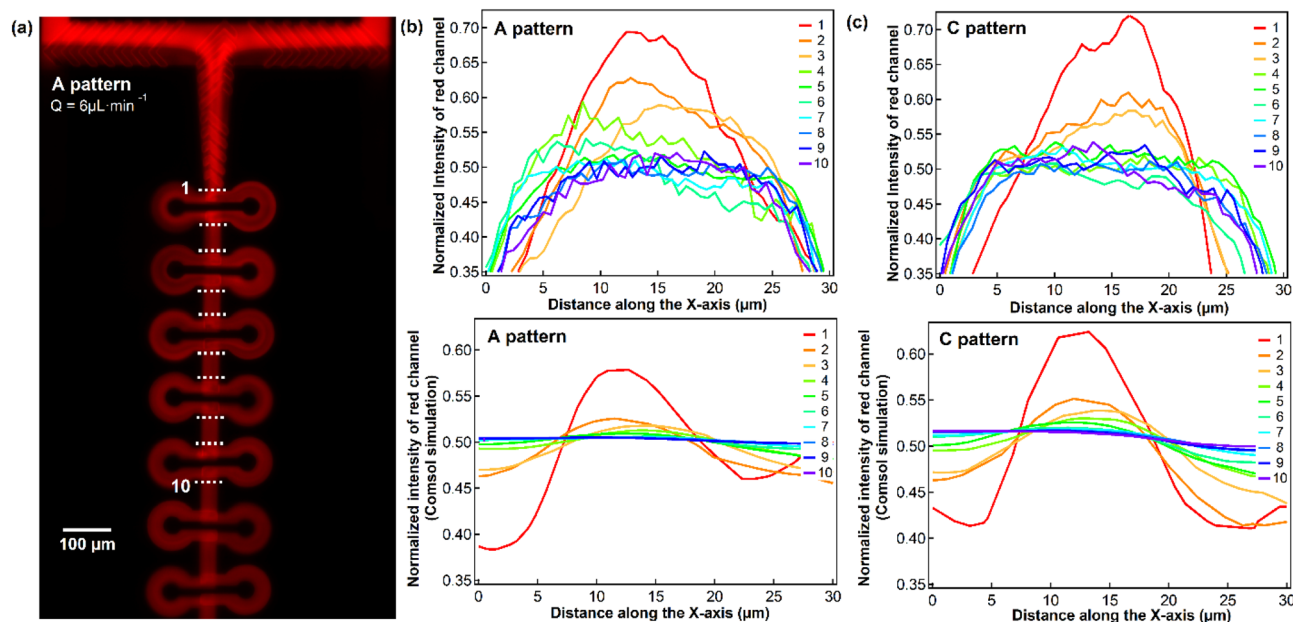 (a)
A pattern
Q = 6µL·min⁻¹
1
10
100 µm
(b)
A pattern
Normalized intensity of red channel
0.70
0.65
0.60
0.55
0.50
0.45
0.40
0.35
0 5 10 15 20 25 30
Distance along the X-axis (µm)
1
2
3
4
5
6
7
8
9
10
A pattern
Normalized intensity of red channel
(Comsol simulation)
0.60
0.55
0.50
0.45
0.40
0.35
0 5 10 15 20 25 30
Distance along the X-axis (µm)
1
2
3
4
5
6
7
8
9
10
(c)
C pattern
Normalized intensity of red channel
0.70
0.65
0.60
0.55
0.50
0.45
0.40
0.35
0 5 10 15 20 25 30
Distance along the X-axis (µm)
1
2
3
4
5
6
7
8
9
10
C pattern
Normalized intensity of red channel
(Comsol simulation)
0.60
0.55
0.50
0.45
0.40
0.35
0 5 10 15 20 25 30
Distance along the X-axis (µm)
1
2
3
4
5
6
7
8
9
10